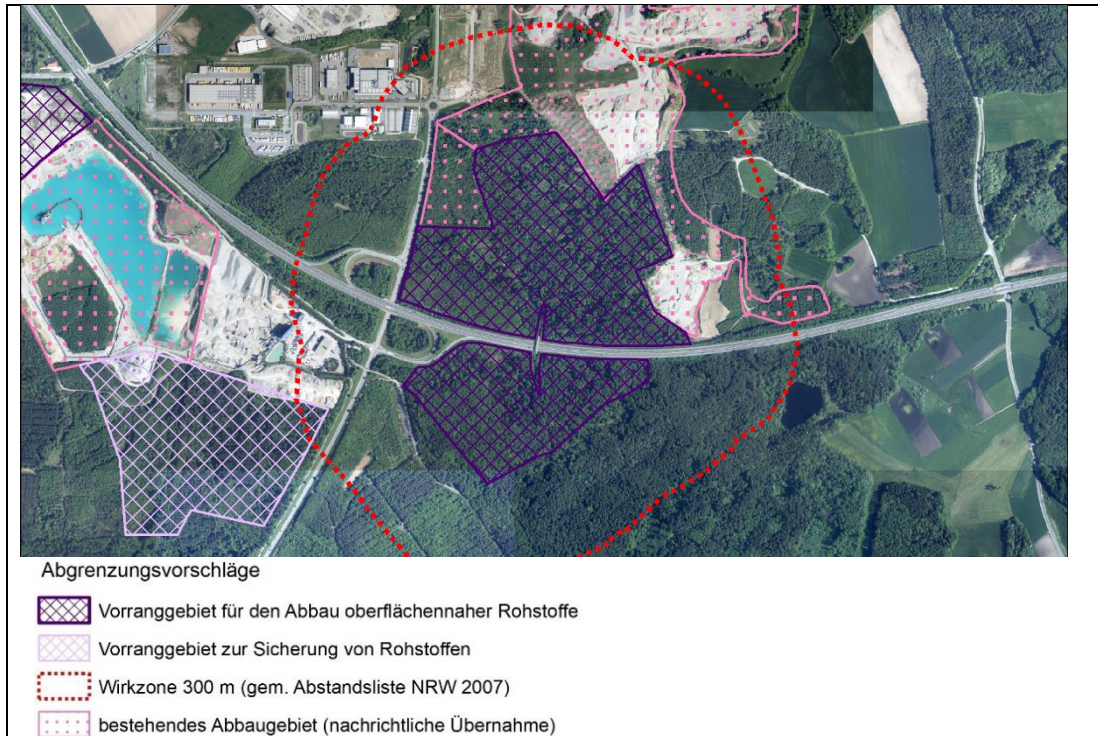 Abgrenzungsvorschläge
Vorranggebiet für den Abbau oberflächennaher Rohstoffe
Vorranggebiet zur Sicherung von Rohstoffen
Wirkzone 300 m (gem. Abstandsliste NRW 2007)
bestehendes Abbaugebiet (nachrichtliche Übernahme)